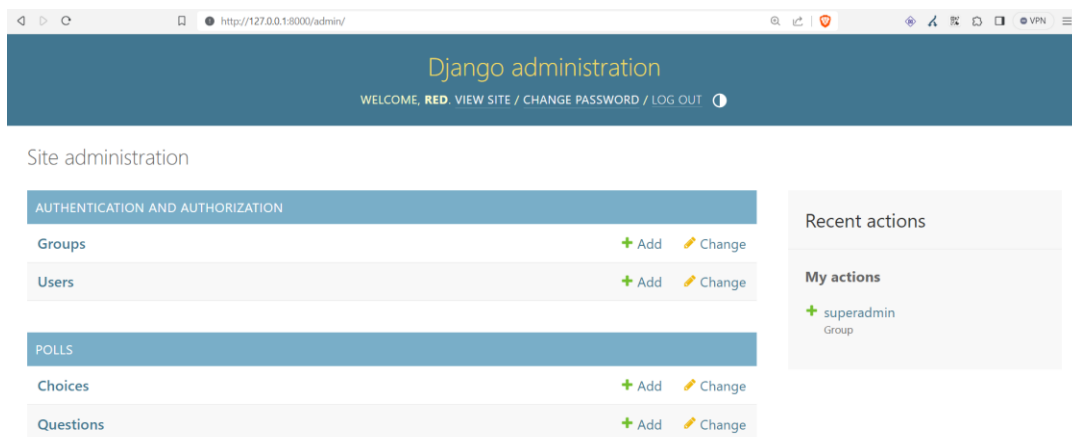 http://127.0.0.1:8000/admin/
VPN
Django administration
WELCOME, RED. VIEW SITE / CHANGE PASSWORD / LOG OUT
Site administration
AUTHENTICATION AND AUTHORIZATION
Groups + Add Change
Users + Add Change
POLLS
Choices + Add Change
Questions + Add Change
Recent actions
My actions
+ superadmin
Group